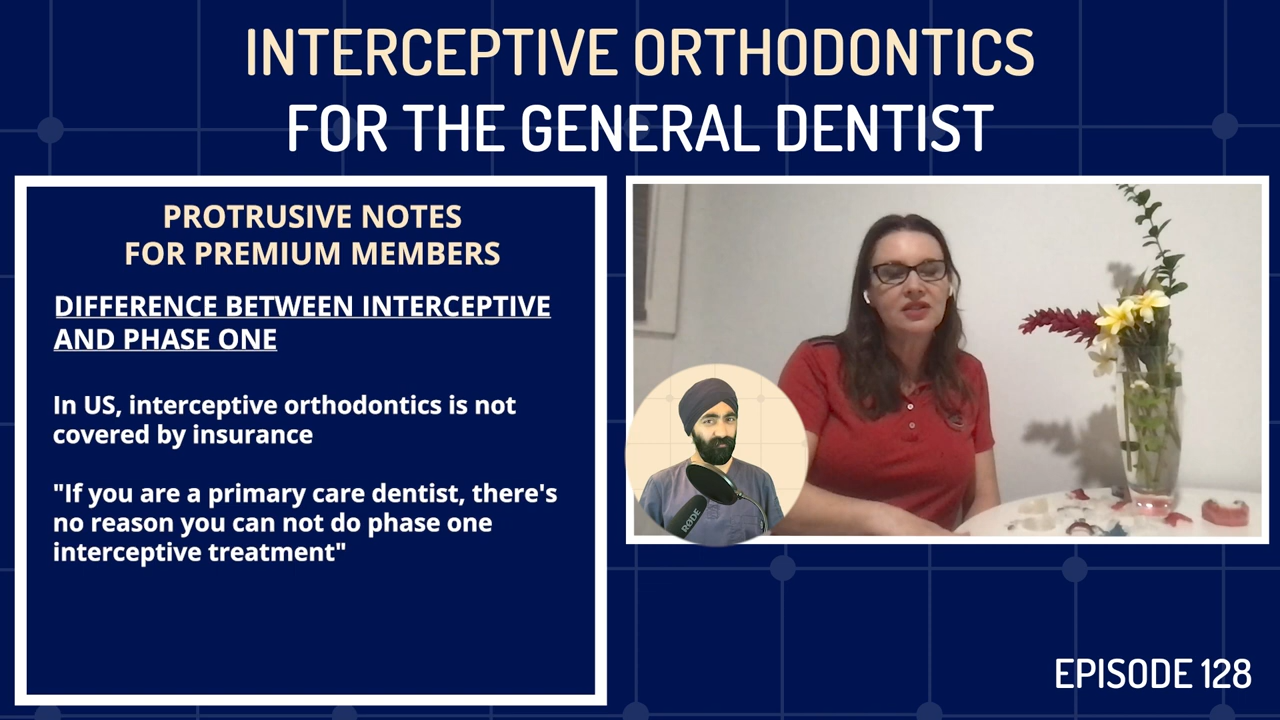 INTERCEPTIVE ORTHODONTICS
FOR THE GENERAL DENTIST
PROTRUSIVE NOTES
FOR PREMIUM MEMBERS
DIFFERENCE BETWEEN INTERCEPTIVE
AND PHASE ONE
In US, interceptive orthodontics is not
covered by insurance
"If you are a primary care dentist, there's
no reason you can not do phase one
interceptive treatment"
RØDE
EPISODE 128